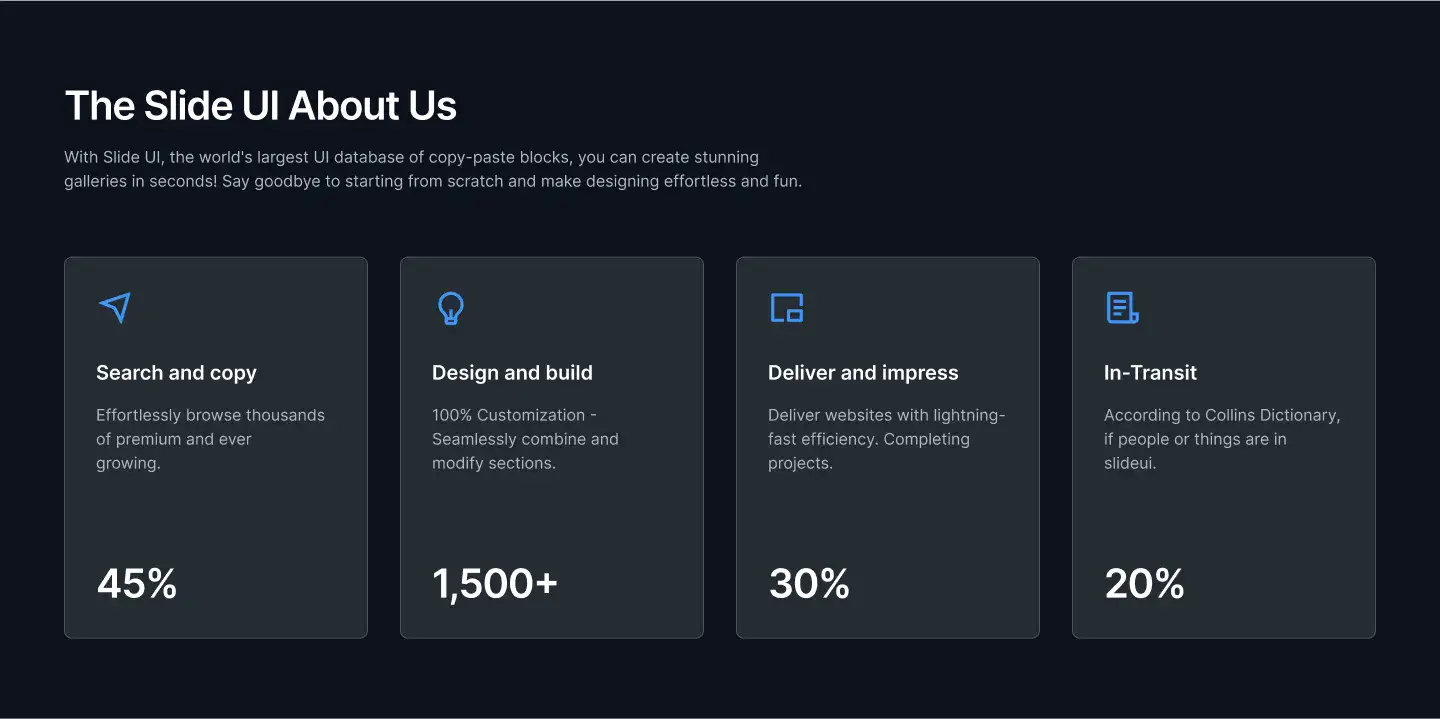 The Slide UI About Us
With Slide UI, the world's largest UI database of copy-paste blocks, you can create stunning
galleries in seconds! Say goodbye to starting from scratch and make designing effortless and fun.
Search and copy
Effortlessly browse thousands
of premium and ever
growing.
45%
Design and build
100% Customization -
Seamlessly combine and
modify sections.
1,500+
Deliver and impress
Deliver websites with lightning-
fast efficiency. Completing
projects.
30%
In-Transit
According to Collins Dictionary,
if people or things are in
slideui.
20%